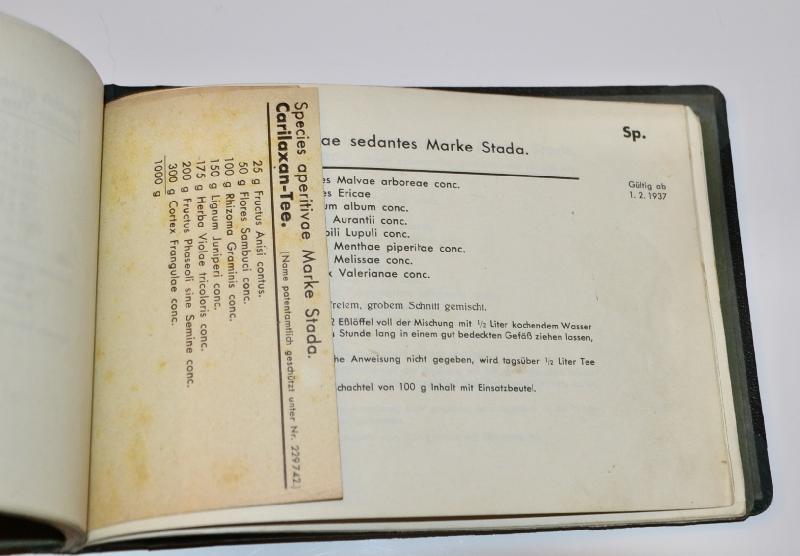 Species aperitivae Marke Stada.
Carilaxan-Tee. (Name patentamtlich geschützt unter Nr. 229742.)
25 g Fructus Anisi contus.
50 g Flores Sambuci conc.
100 g Rhizoma Graminis conc.
150 g Lignum Juniperi conc.
175 g Herba Violae tricoloris conc.
200 g Fructus Phaseoli sine Semine conc.
300 g Cortex Frangulae conc.
1000 g
Sp.
ae sedantes Marke Stada.
Gültig ab
1. 2. 1937
es Malvae arboreae conc.
es Ericae
um album conc.
Aurantii conc.
bili Lupuli conc.
Menthae piperitae conc.
Melissae conc.
x Valerianae conc.
freiem, grobem Schnitt gemischt.
2 Eßlöffel voll der Mischung mit 1/2 Liter kochendem Wasser
Stunde lang in einem gut bedeckten Gefäß ziehen lassen,
he Anweisung nicht gegeben, wird tagsüber 1/2 Liter Tee
chachtel von 100 g Inhalt mit Einsatzbeutel.